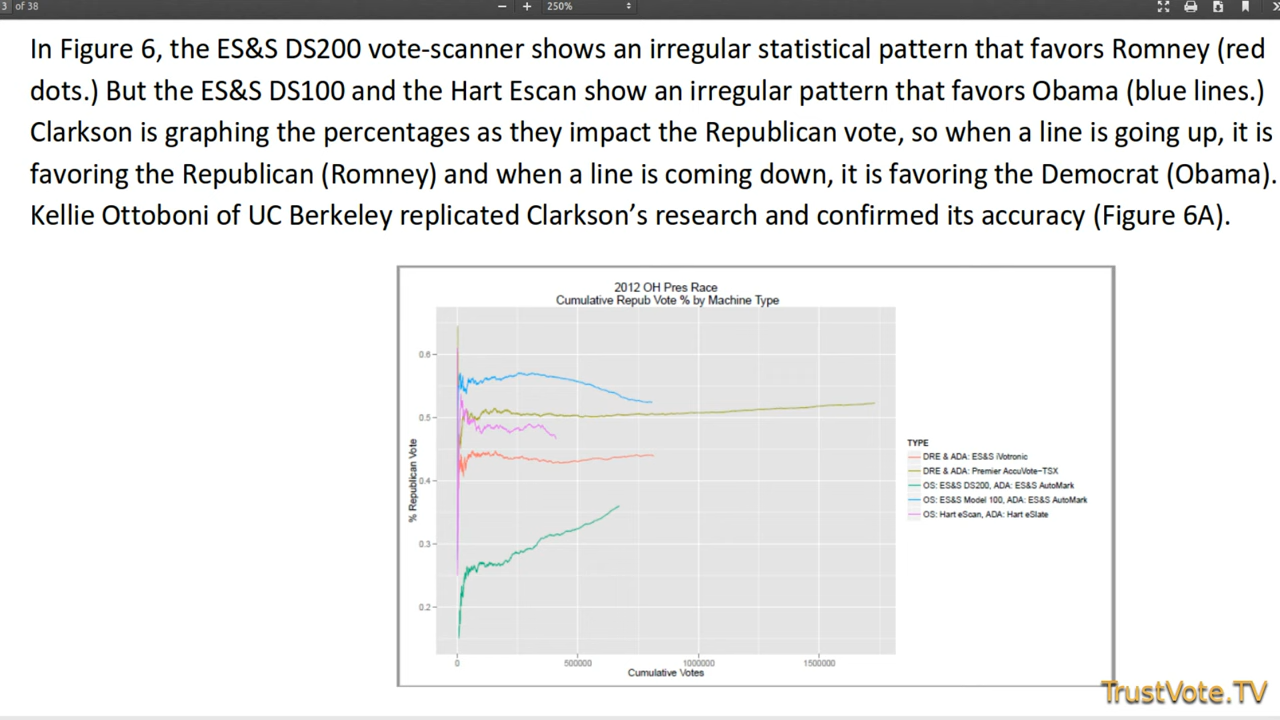 3 of 38
250%
In Figure 6, the ES&S DS200 vote-scanner shows an irregular statistical pattern that favors Romney (red
dots.) But the ES&S DS100 and the Hart Escan show an irregular pattern that favors Obama (blue lines.)
Clarkson is graphing the percentages as they impact the Republican vote, so when a line is going up, it is
favoring the Republican (Romney) and when a line is coming down, it is favoring the Democrat (Obama).
Kellie Ottoboni of UC Berkeley replicated Clarkson’s research and confirmed its accuracy (Figure 6A).
2012 OH Pres Race
Cumulative Repub Vote % by Machine Type
% Republican Vote
0.6
0.5
0.4
0.3
0.2
0
500000
1000000
1500000
Cumulative Votes
TYPE
DRE & ADA: ES&S iVotronic
DRE & ADA: Premier AccuVote-TSX
OS: ES&S DS200, ADA: ES&S AutoMark
OS: ES&S Model 100, ADA: ES&S AutoMark
OS: Hart eScan, ADA: Hart eSlate
TrustVote.TV